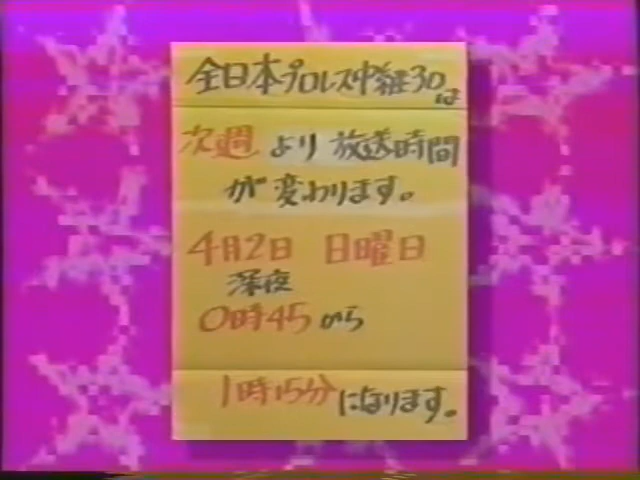 全日本プロレス中継30は
次週より放送時間
が変わります。
4月2日 日曜日
深夜
0時45から
1時15分になります。